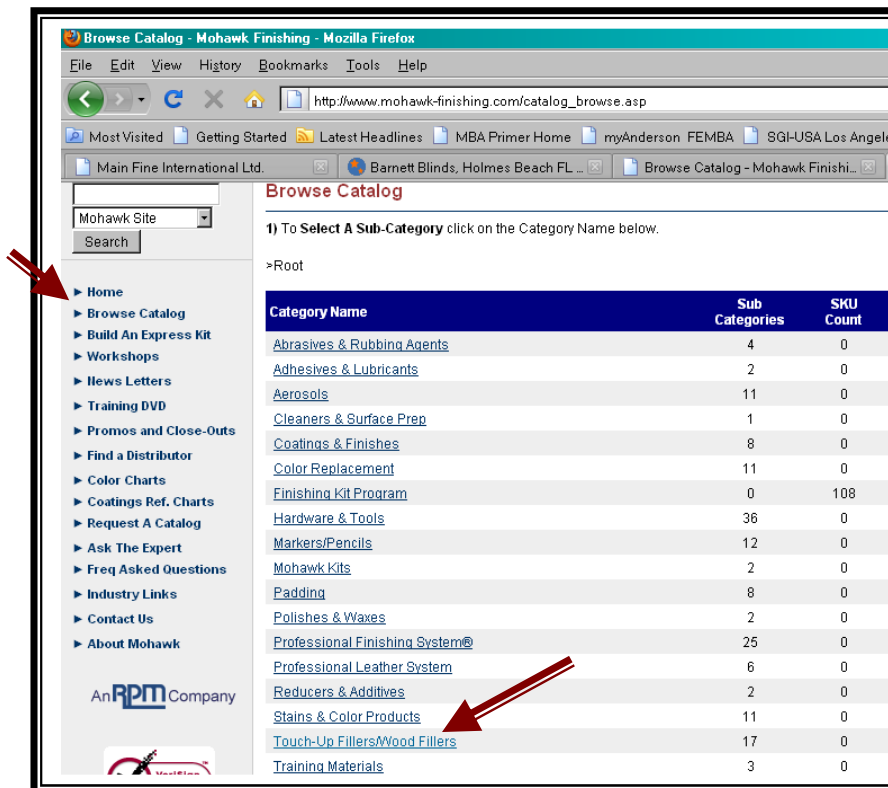 Browse Catalog - Mohawk Finishing - Mozilla Firefox
File Edit View History Bookmarks Tools Help
http://www.mohawk-finishing.com/catalog_browse.asp
Most Visited Getting Started Latest Headlines MBA Primer Home myAnderson FEMBA SGI-USA Los Angele
Main Fine International Ltd. Barnett Blinds, Holmes Beach FL ... Browse Catalog - Mohawk Finishi...
Mohawk Site
Search
Home
Browse Catalog
Build An Express Kit
Workshops
News Letters
Training DVD
Promos and Close-Outs
Find a Distributor
Color Charts
Coatings Ref. Charts
Request A Catalog
Ask The Expert
Freq Asked Questions
Industry Links
Contact Us
About Mohawk
An RPM Company
VeriSign
Browse Catalog
1) To Select A Sub-Category click on the Category Name below.
>Root
Category Name Sub Categories SKU Count
Abrasives & Rubbing Agents 4 0
Adhesives & Lubricants 2 0
Aerosols 11 0
Cleaners & Surface Prep 1 0
Coatings & Finishes 8 0
Color Replacement 11 0
Finishing Kit Program 0 108
Hardware & Tools 36 0
Markers/Pencils 12 0
Mohawk Kits 2 0
Padding 8 0
Polishes & Waxes 2 0
Professional Finishing System® 25 0
Professional Leather System 6 0
Reducers & Additives 2 0
Stains & Color Products 11 0
Touch-Up Fillers/Wood Fillers 17 0
Training Materials 3 0